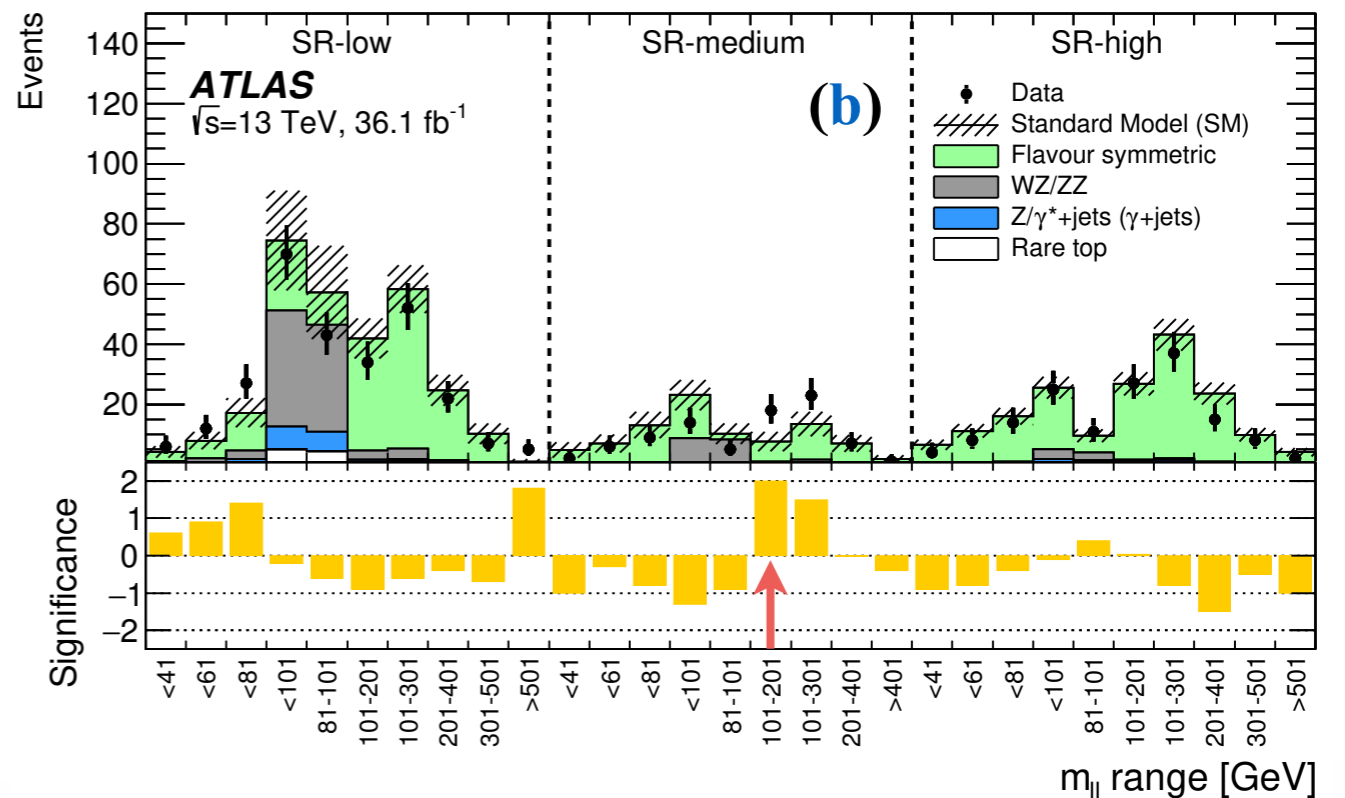 Events
140
120
100
80
60
40
20
SR-low
SR-medium
SR-high
ATLAS
√s=13 TeV, 36.1 fb⁻¹
(b)
Data
Standard Model (SM)
Flavour symmetric
WZ/ZZ
Z/γ*+jets (γ+jets)
Rare top
Significance
2
1
0
−1
−2
<41
<61
<81
<101
81-101
101-201
101-301
201-401
301-501
>501
<41
<61
<81
<101
81-101
101-201
101-301
201-401
>401
<41
<61
<81
<101
81-101
101-201
101-301
201-401
301-501
>501
mll range [GeV]